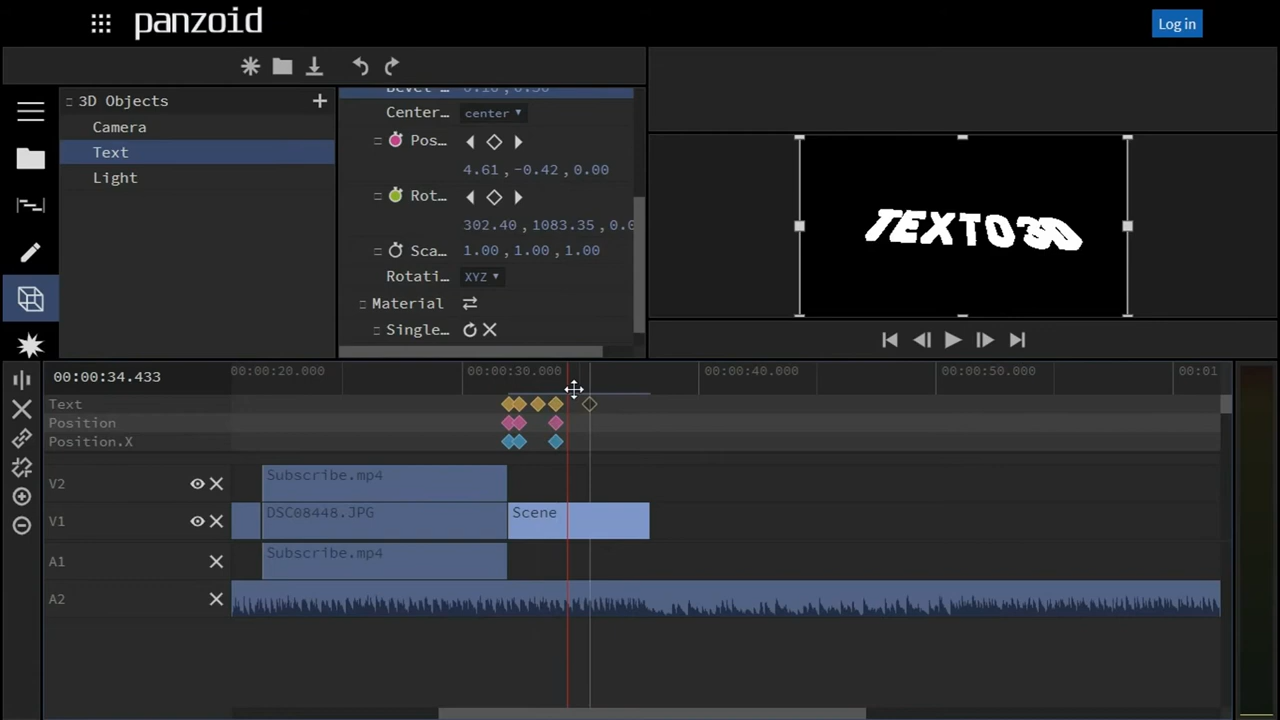 panzoid
Log in
3D Objects
Camera
Text
Light
Center... center
Pos...
4.61 , -0.42 , 0.00
Rot...
302.40 , 1083.35 , 0.
Sca... 1.00 , 1.00 , 1.00
Rotati... XYZ
Material
Single...
TEXTO 3D
00:00:34.433
00:00:20.000 00:00:30.000 00:00:40.000 00:00:50.000 00:01
Text
Position
Position.X
V2 Subscribe.mp4
V1 DSC08448.JPG Scene
A1 Subscribe.mp4
A2